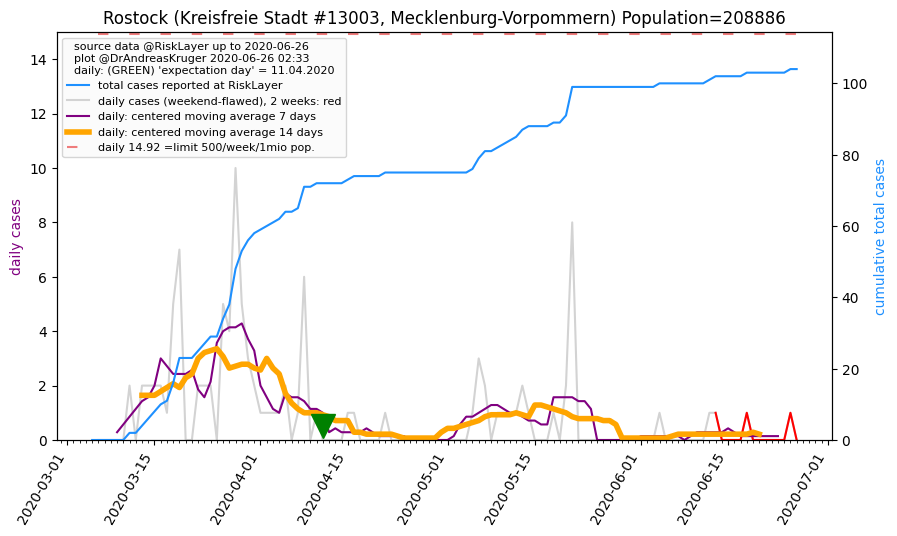 Rostock (Kreisfreie Stadt #13003, Mecklenburg-Vorpommern) Population=208886
source data @RiskLayer up to 2020-06-26
plot @DrAndreasKruger 2020-06-26 02:33
daily: (GREEN) 'expectation day' = 11.04.2020
total cases reported at RiskLayer
daily cases (weekend-flawed), 2 weeks: red
daily: centered moving average 7 days
daily: centered moving average 14 days
daily 14.92 =limit 500/week/1mio pop.
daily cases
14
12
10
8
6
4
2
0
cumulative total cases
100
80
60
40
20
0
2020-03-01
2020-03-15
2020-04-01
2020-04-15
2020-05-01
2020-05-15
2020-06-01
2020-06-15
2020-07-01